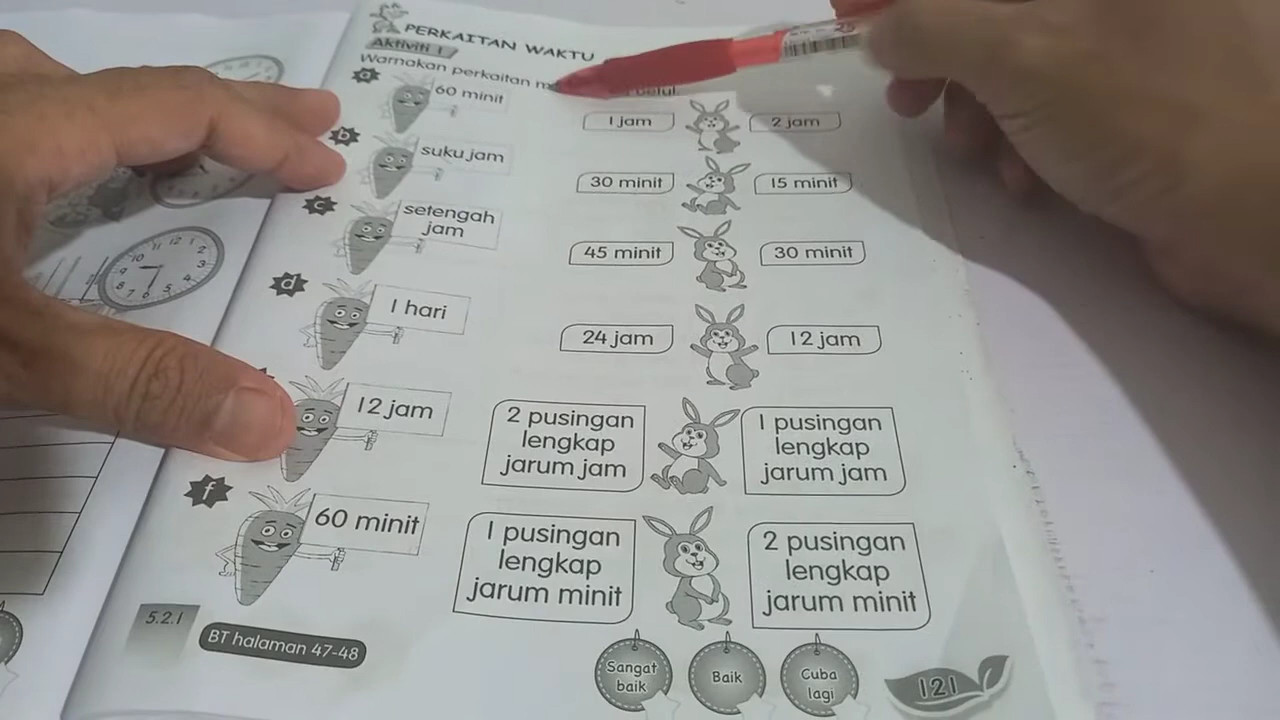 PERKAITAN WAKTU
Aktiviti 1
Warnakan perkaitan
a
60 minit
1 jam
2 jam
b
suku jam
30 minit
15 minit
c
setengah
jam
45 minit
30 minit
d
1 hari
24 jam
12 jam
12 jam
2 pusingan
lengkap
jarum jam
1 pusingan
lengkap
jarum jam
f
60 minit
1 pusingan
lengkap
jarum minit
2 pusingan
lengkap
jarum minit
5.2.1
BT halaman 47-48
Sangat
baik
Baik
Cuba
lagi
121